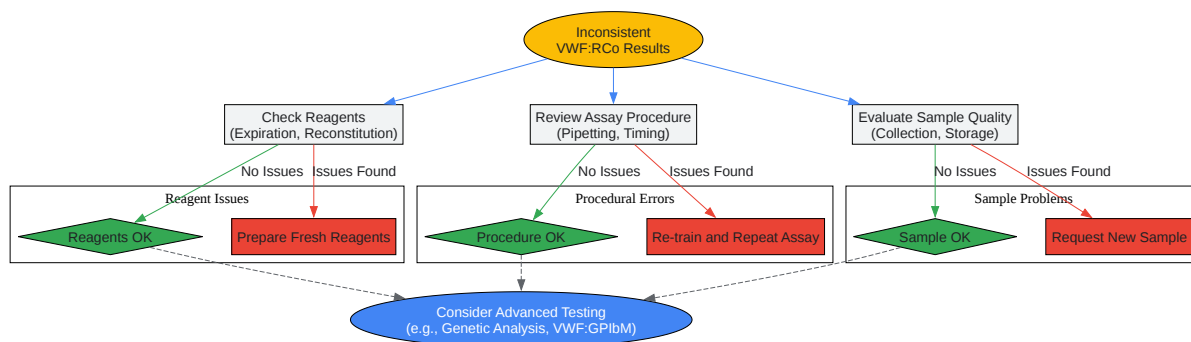 Inconsistent
VWF:RCo Results
Check Reagents
(Expiration, Reconstitution)
Review Assay Procedure
(Pipetting, Timing)
Evaluate Sample Quality
(Collection, Storage)
No Issues
Issues Found
No Issues
Issues Found
No Issues
Issues Found
Reagent Issues
Procedural Errors
Sample Problems
Reagents OK
Prepare Fresh Reagents
Procedure OK
Re-train and Repeat Assay
Sample OK
Request New Sample
Consider Advanced Testing
(e.g., Genetic Analysis, VWF:GPIbM)